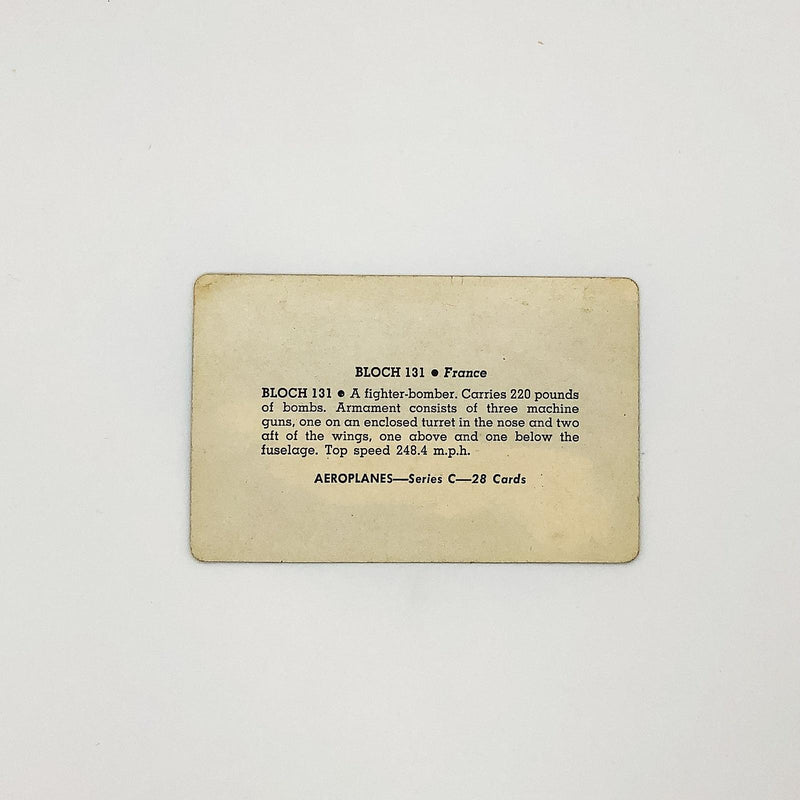 BLOCH 131 ● France
BLOCH 131 ● A fighter-bomber. Carries 220 pounds
of bombs. Armament consists of three machine
guns, one on an enclosed turret in the nose and two
aft of the wings, one above and one below the
fuselage. Top speed 248.4 m.p.h.
AEROPLANES—Series C—28 Cards